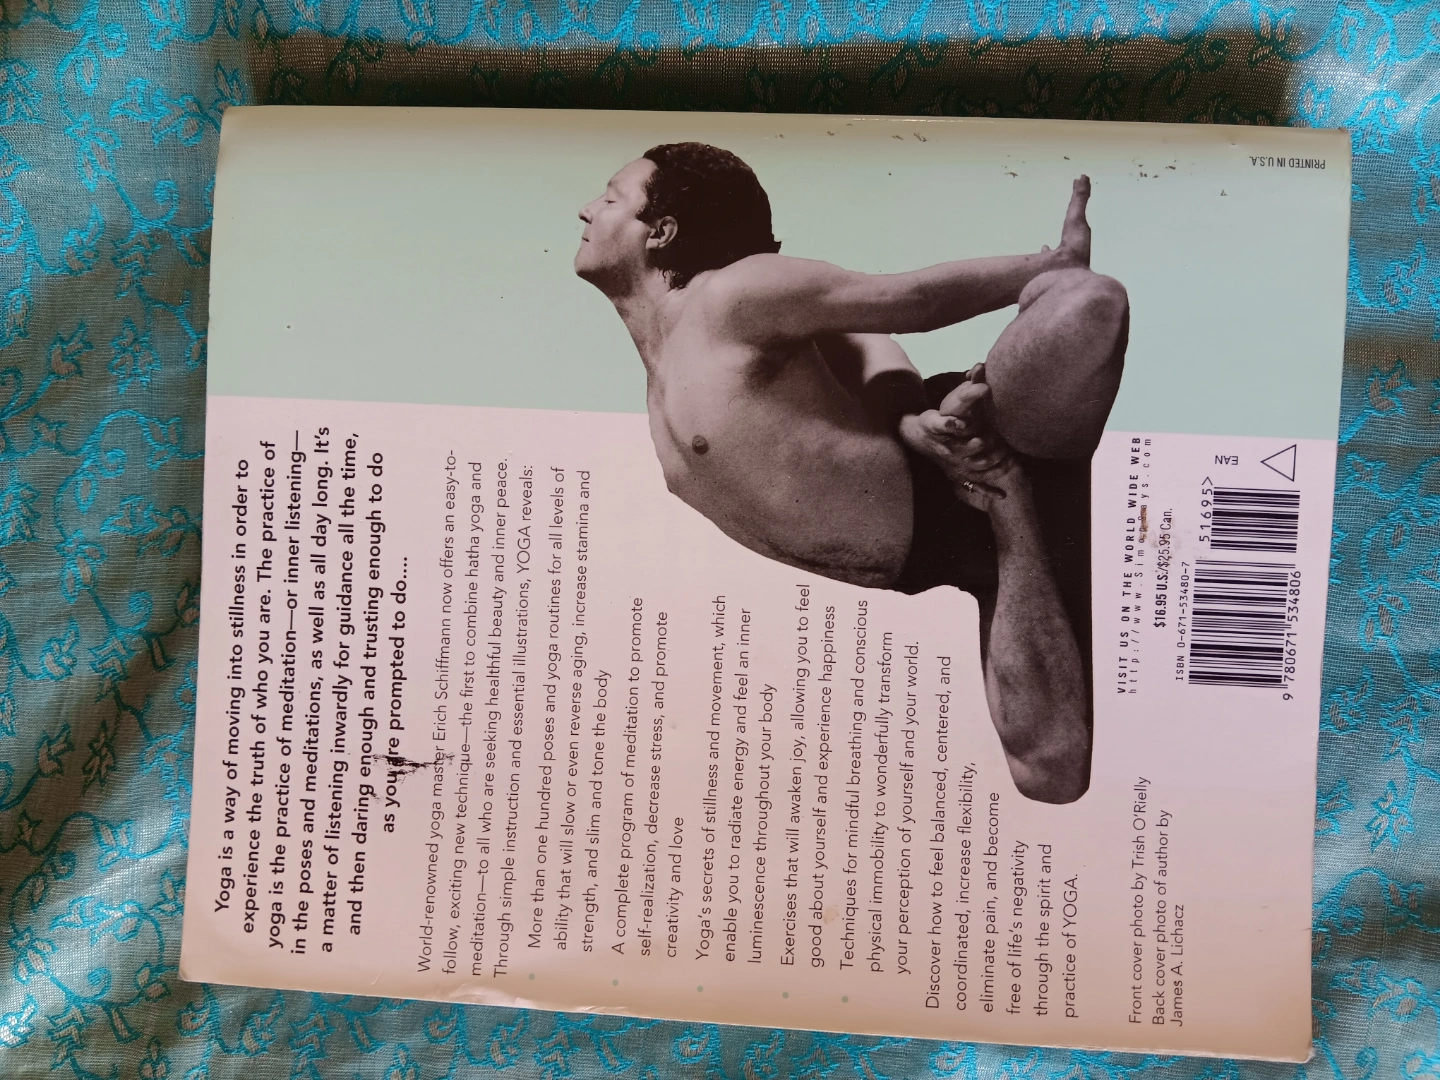 Yoga is a way of moving into stillness in order to
experience the truth of who you are. The practice of
yoga is the practice of meditation—or inner listening—
in the poses and meditations, as well as all day long. It's
a matter of listening inwardly for guidance all the time,
and then daring enough and trusting enough to do
as you are prompted to do....
World-renowned yoga master Erich Schiffmann now offers an easy-to-
follow, exciting new technique—the first to combine hatha yoga and
meditation—to all who are seeking healthful beauty and inner peace.
Through simple instruction and essential illustrations, YOGA reveals:
• More than one hundred poses and yoga routines for all levels of
ability that will slow or even reverse aging, increase stamina and
strength, and slim and tone the body
• A complete program of meditation to promote
self-realization, decrease stress, and promote
creativity and love
• Yoga's secrets of stillness and movement, which
enable you to radiate energy and feel an inner
luminescence throughout your body
• Exercises that will awaken joy, allowing you to feel
good about yourself and experience happiness
• Techniques for mindful breathing and conscious
physical immobility to wonderfully transform
your perception of yourself and your world.
Discover how to feel balanced, centered, and
coordinated, increase flexibility,
eliminate pain, and become
free of life's negativity
through the spirit and
practice of YOGA.
Front cover photo by Trish O'Rielly
Back cover photo of author by
James A. Lichacz
VISIT US ON THE WORLD WIDE WEB
http://www.SimonSays.com
$16.95 U.S./$25.95 Can.
ISBN 0-671-53480-7
51695>
EAN
9 780671 534806
PRINTED IN U.S.A.